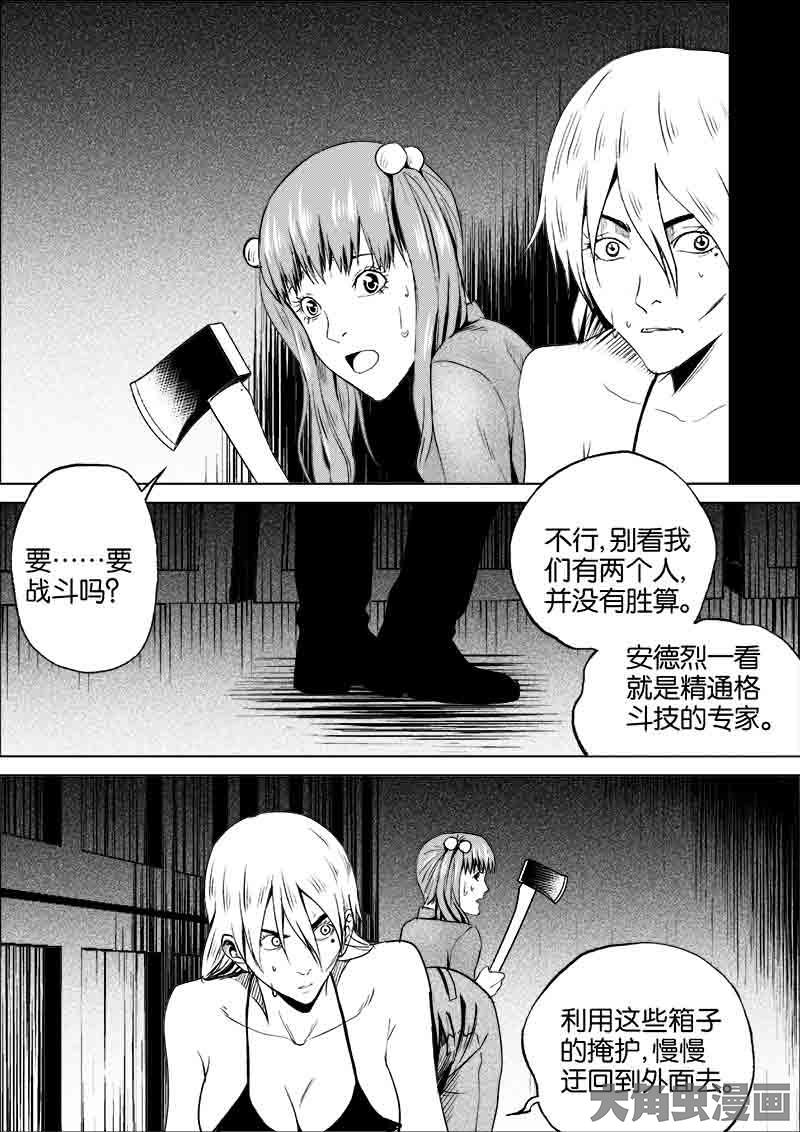 要……要
战斗吗？
不行,别看我
们有两个人,
并没有胜算。
安德烈一看
就是精通格
斗技的专家。
利用这些箱子
的掩护,慢慢
迂回到外面去。
大角虫漫画